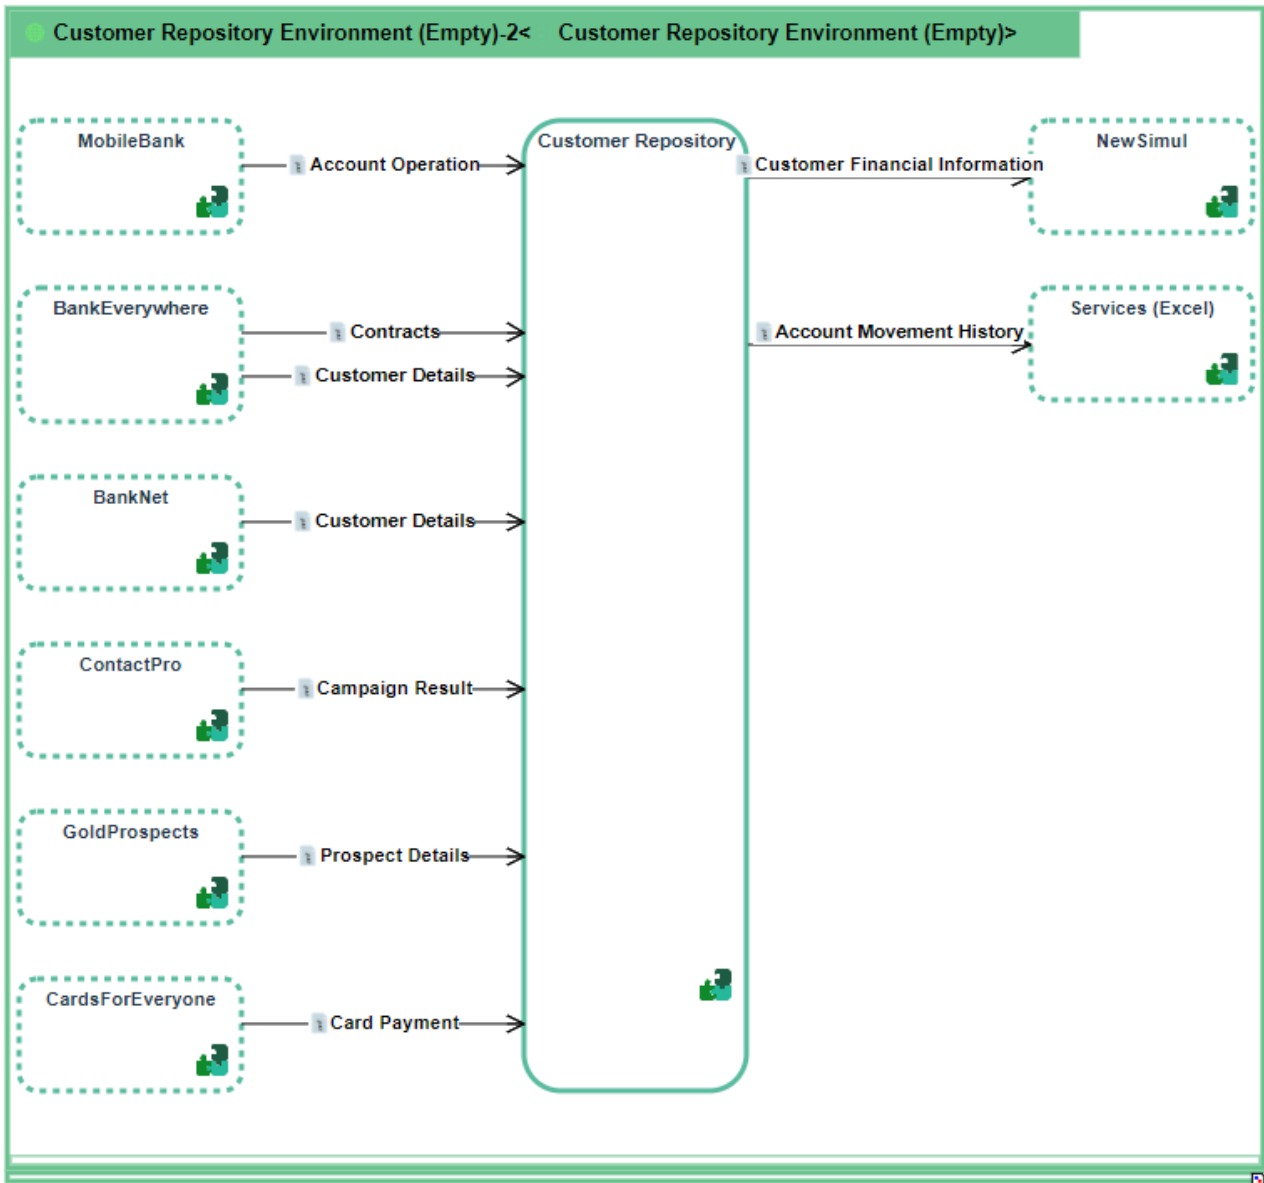 Customer Repository Environment (Empty)-2< Customer Repository Environment (Empty)>
MobileBank
Account Operation
Customer Repository
Customer Financial Information
NewSimul
BankEverywhere
Contracts
Customer Details
Account Movement History
Services (Excel)
BankNet
Customer Details
ContactPro
Campaign Result
GoldProspects
Prospect Details
CardsForEveryone
Card Payment